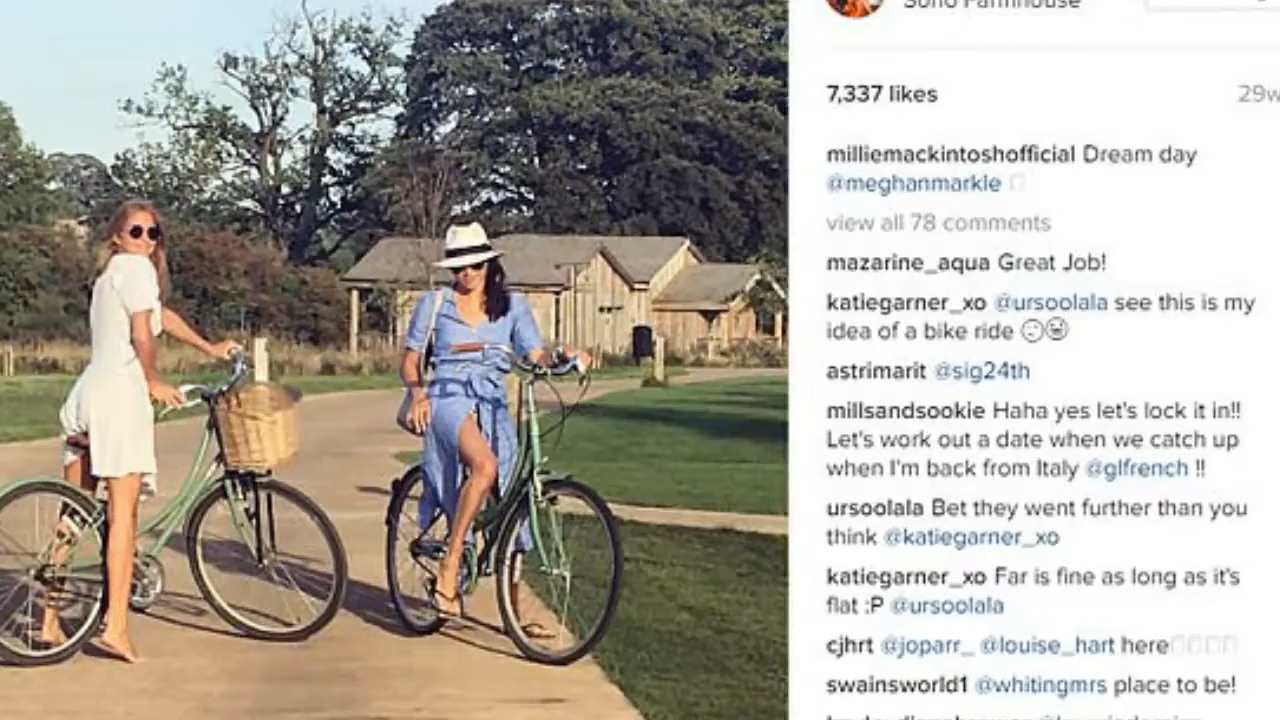 Soho Farmhouse
7,337 likes
29w
milliemackintoshofficial Dream day
@meghanmarkle
view all 78 comments
mazarine_aqua Great Job!
katiegarner_xo @ursoolala see this is my
idea of a bike ride
astrimarit @sig24th
millsandsookie Haha yes let's lock it in!!
Let's work out a date when we catch up
when I'm back from Italy @glfrench !!
ursoolala Bet they went further than you
think @katiegarner_xo
katiegarner_xo Far is fine as long as it's
flat :P @ursoolala
cjhrt @joparr_ @louise_hart here
swainsworld1 @whitingmrs place to be!